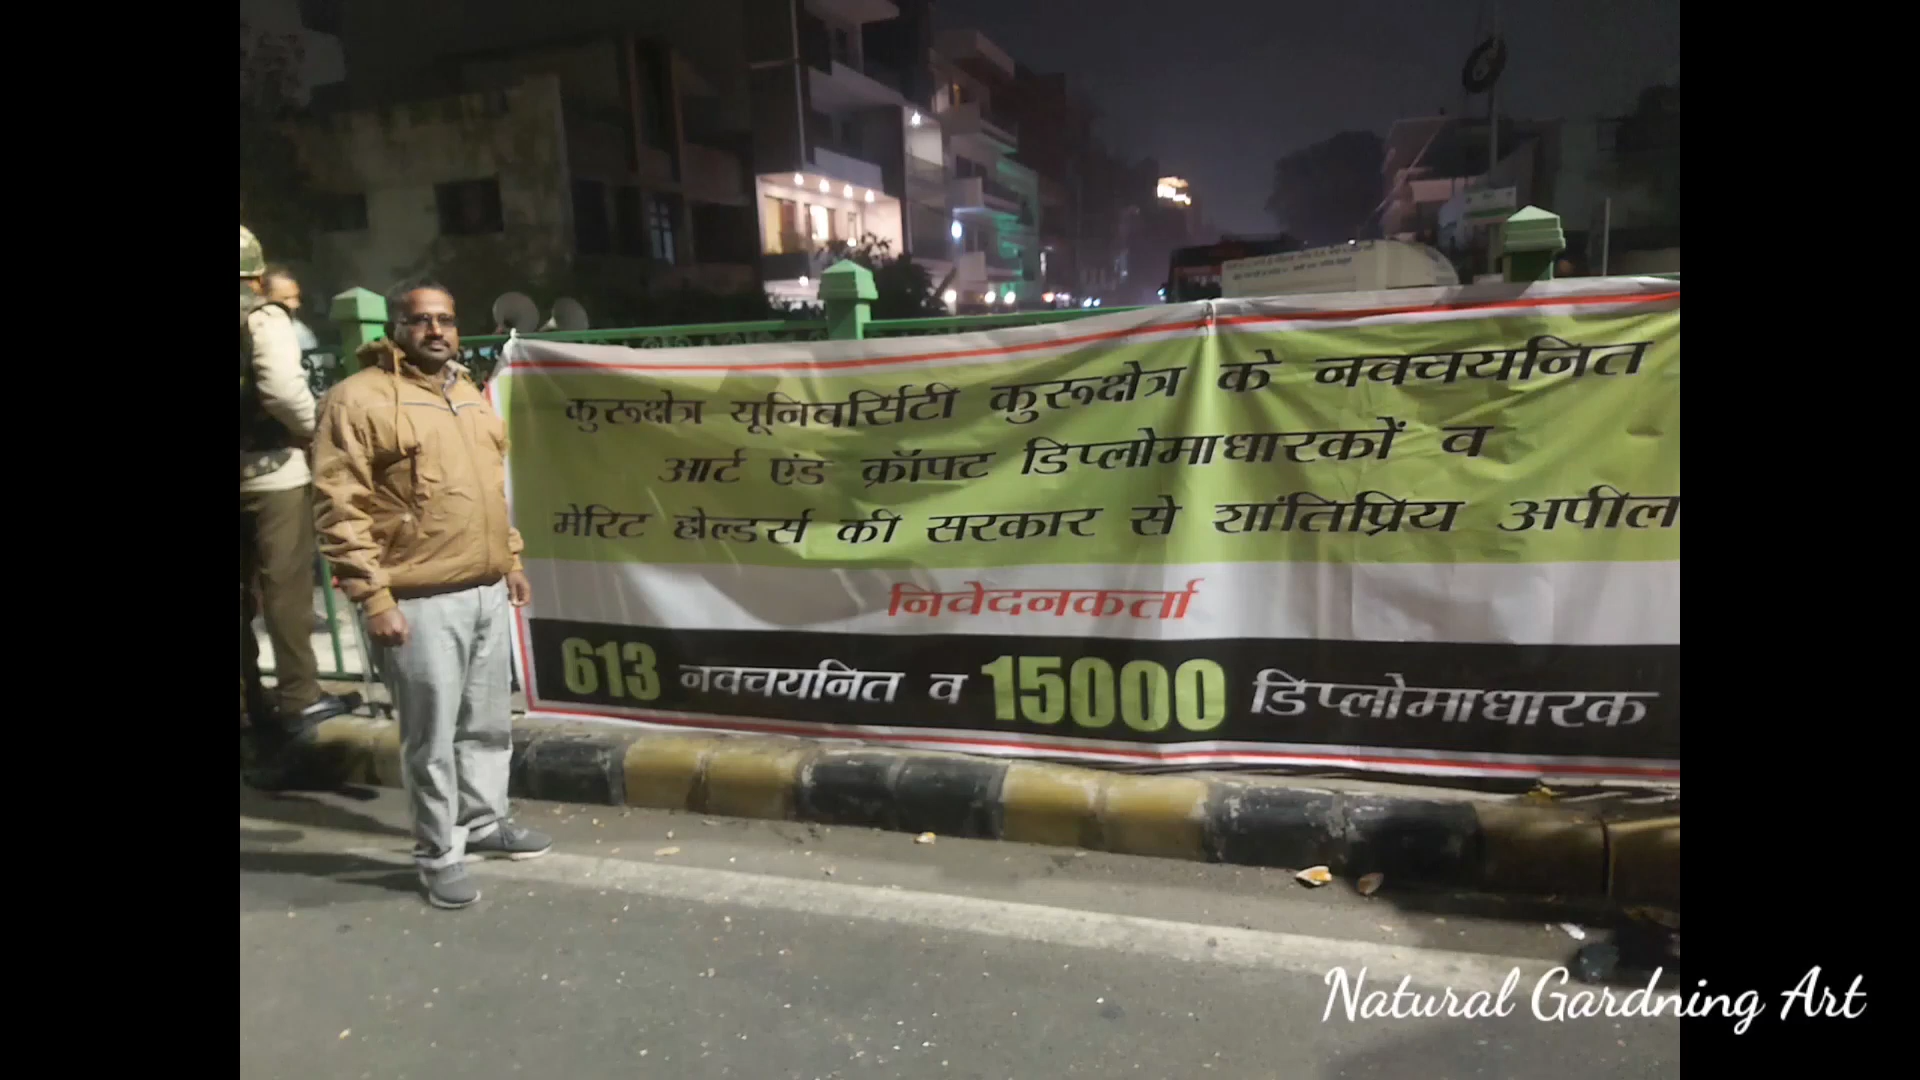 कुरूक्षेत्र यूनिवर्सिटी कुरूक्षेत्र के नवचयनित
आर्ट एंड क्रॉफ्ट डिप्लोमाधारकों व
मेरिट होल्डर्स की सरकार से शांतिप्रिय अपील
निवेदनकर्ता
613 नवचयनित व 15000 डिप्लोमाधारक
Natural Gardning Art